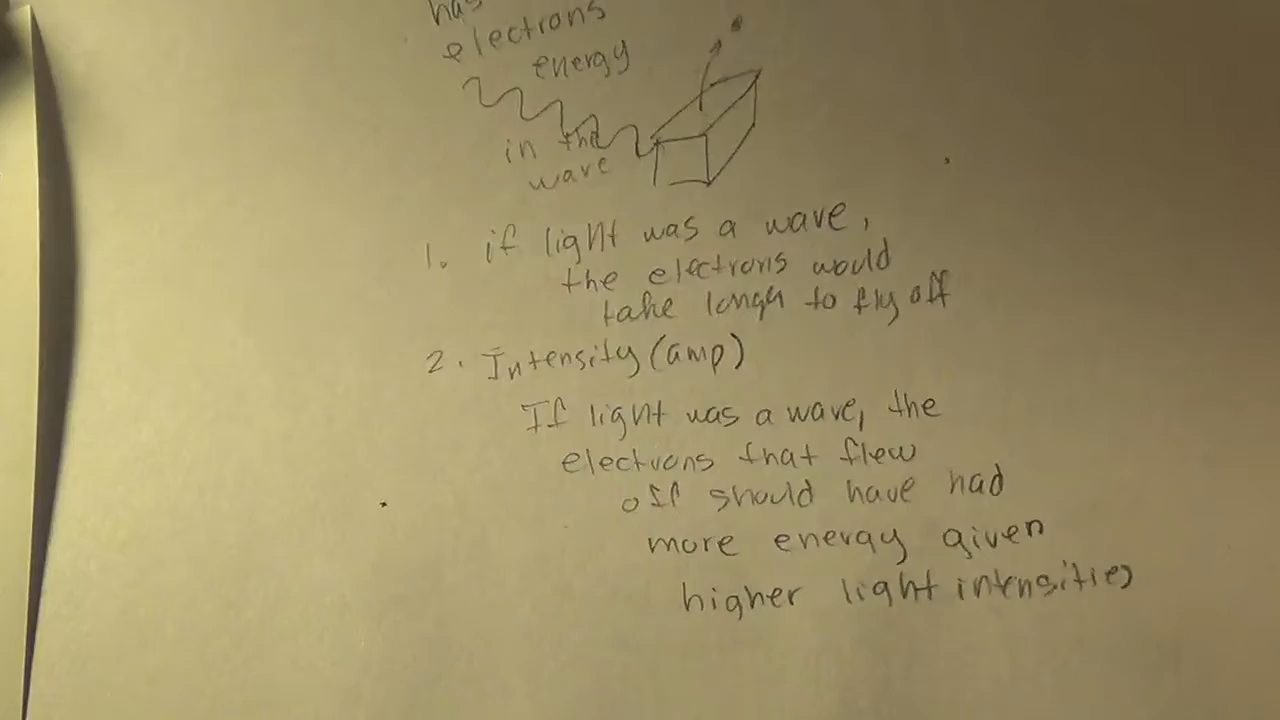 has
electrons
energy
in the
wave
1. if light was a wave,
the electrons would
take longer to fly off
2. Intensity (amp)
If light was a wave, the
electrons that flew
off should have had
more energy given
higher light intensities